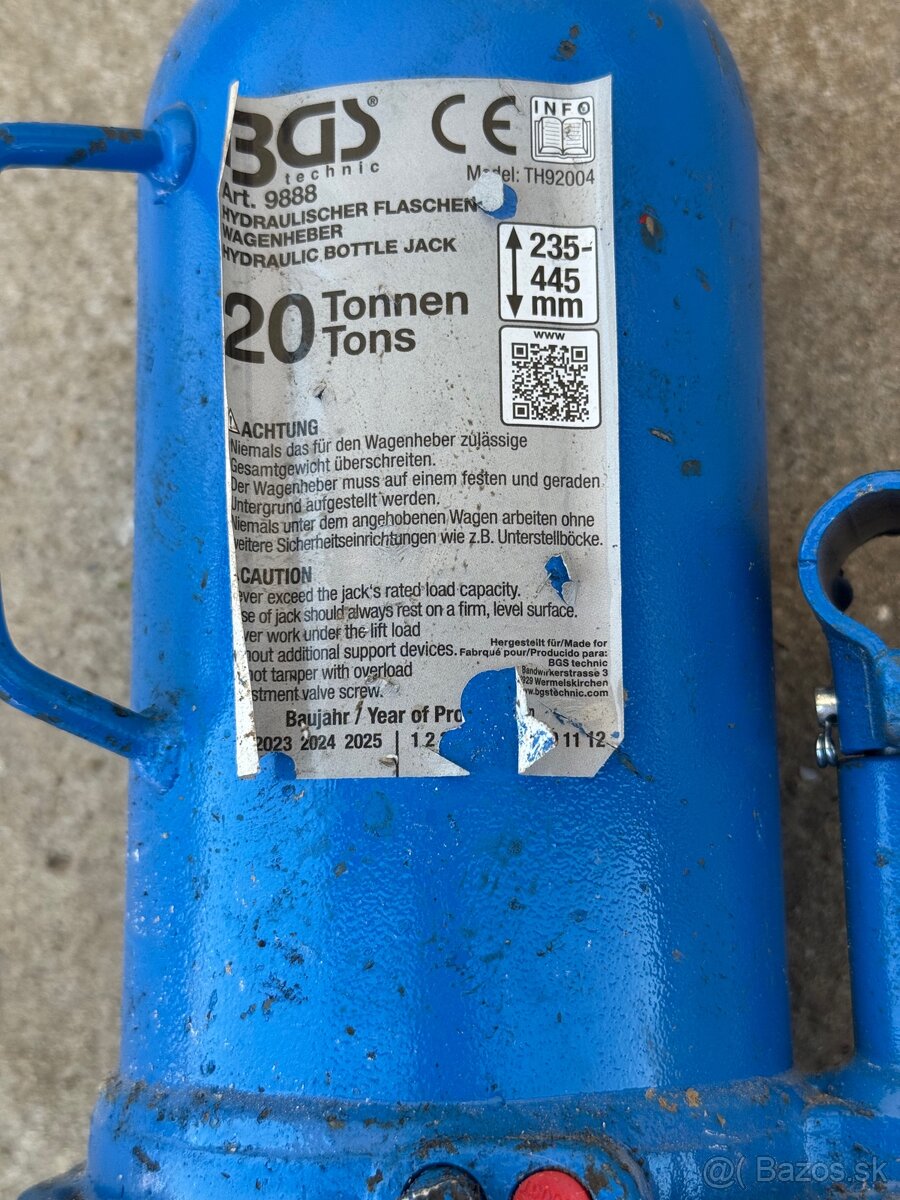 BGS®
technic
CE
INFO
Model: TH92004
Art. 9888
HYDRAULISCHER FLASCHEN-
WAGENHEBER
HYDRAULIC BOTTLE JACK
235-
445
mm
20 Tonnen
Tons
www
ACHTUNG
Niemals das für den Wagenheber zulässige
Gesamtgewicht überschreiten.
Der Wagenheber muss auf einem festen und geraden
Untergrund aufgestellt werden.
Niemals unter dem angehobenen Wagen arbeiten ohne
weitere Sicherheitseinrichtungen wie z.B. Unterstellböcke.
CAUTION
ever exceed the jack's rated load capacity.
se of jack should always rest on a firm, level surface.
ver work under the lift load
hout additional support devices.
not tamper with overload
stment valve screw.
Hergestellt für/Made for
Fabriqué pour/Producido para:
BGS technic
Bandwirkerstrasse 3
929 Wermelskirchen
www.bgstechnic.com
Baujahr / Year of Pro
2023 2024 2025 | 1 2 11 12
@( Bazos.sk